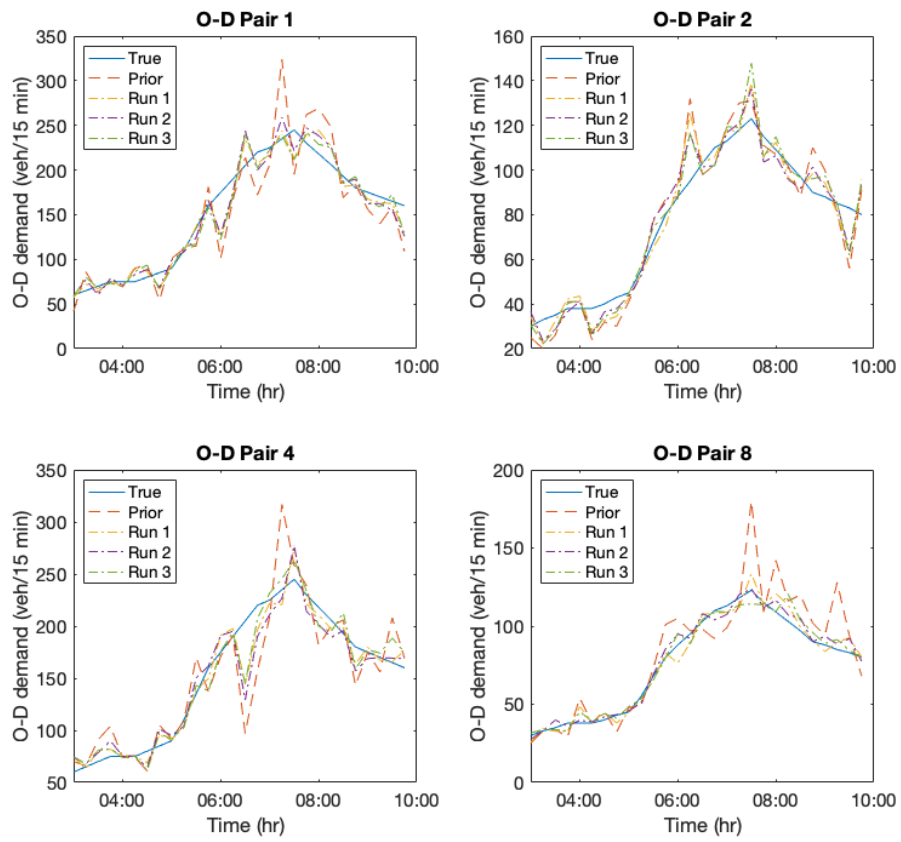 O-D Pair 1
O-D demand (veh/15 min)
350
300
250
200
150
100
50
0
True
Prior
Run 1
Run 2
Run 3
04:00 06:00 08:00 10:00
Time (hr)
O-D Pair 2
O-D demand (veh/15 min)
160
140
120
100
80
60
40
20
True
Prior
Run 1
Run 2
Run 3
04:00 06:00 08:00 10:00
Time (hr)
O-D Pair 4
O-D demand (veh/15 min)
350
300
250
200
150
100
50
True
Prior
Run 1
Run 2
Run 3
04:00 06:00 08:00 10:00
Time (hr)
O-D Pair 8
O-D demand (veh/15 min)
200
150
100
50
0
True
Prior
Run 1
Run 2
Run 3
04:00 06:00 08:00 10:00
Time (hr)